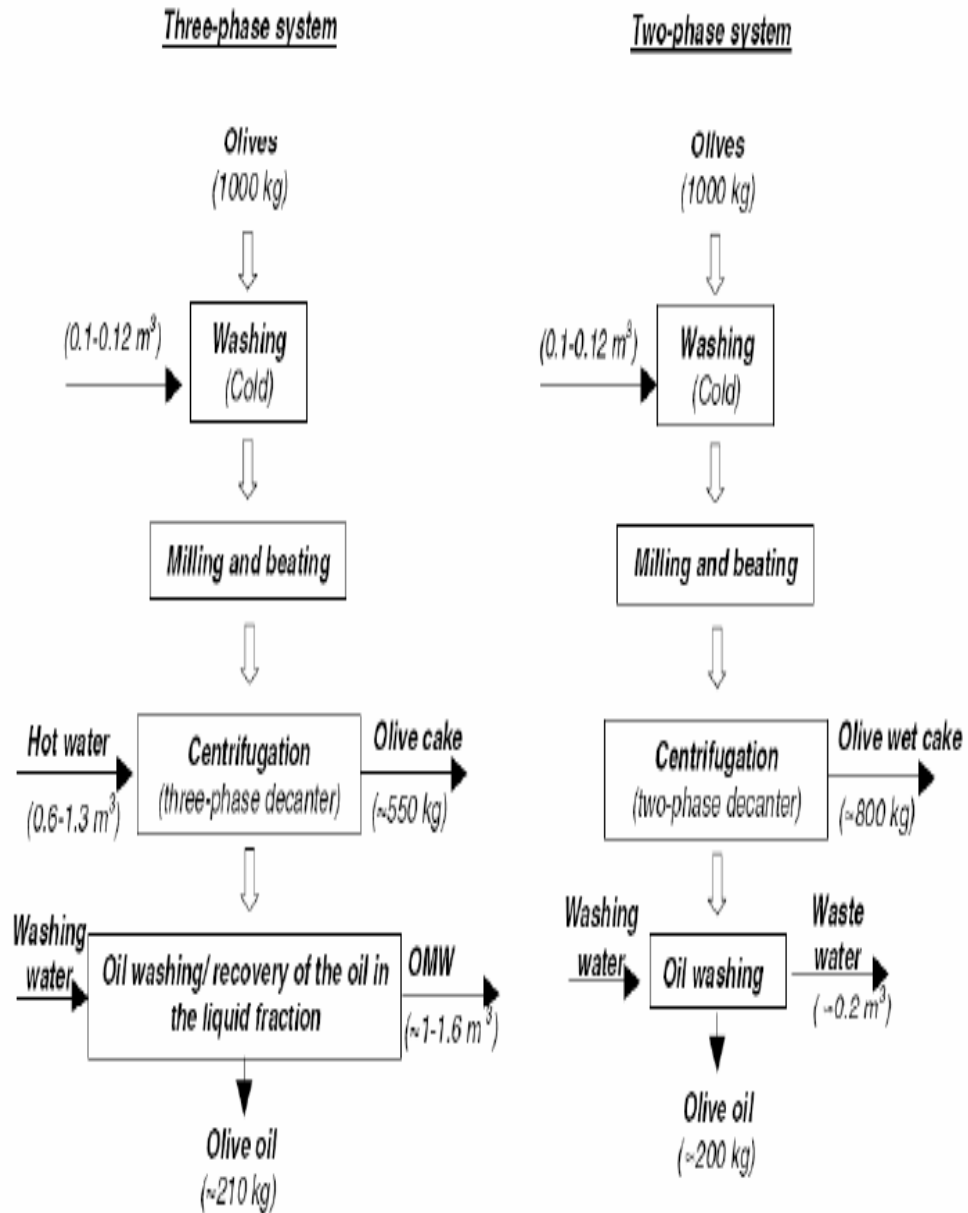 Three-phase system
Olives
(1000 kg)
(0.1-0.12 m³)
Washing
(Cold)
Milling and beating
Hot water
(0.6-1.3 m³)
Centrifugation
(three-phase decanter)
Olive cake
(≈550 kg)
Washing
water
Oil washing/ recovery of the oil in
the liquid fraction
OMW
(≈1-1.6 m³)
Olive oil
(≈210 kg)
Two-phase system
Olives
(1000 kg)
(0.1-0.12 m³)
Washing
(Cold)
Milling and beating
Centrifugation
(two-phase decanter)
Olive wet cake
(≈800 kg)
Washing
water
Oil washing
Waste
water
(≈0.2 m³)
Olive oil
(≈200 kg)